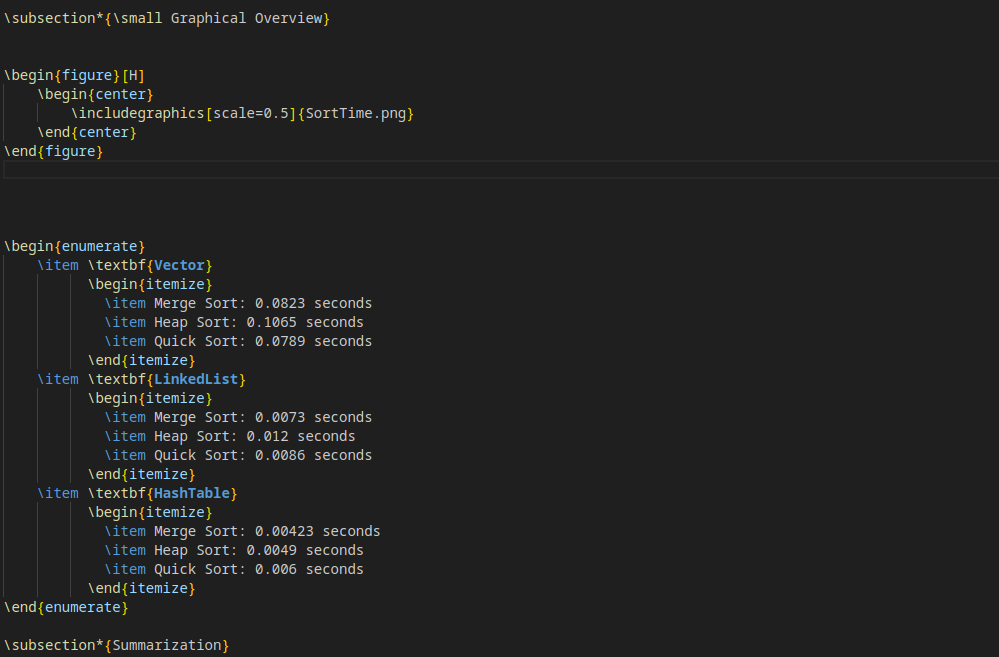 \subsection*{\small Graphical Overview}
\begin{figure}[H]
\begin{center}
\includegraphics[scale=0.5]{SortTime.png}
\end{center}
\end{figure}
\begin{enumerate}
\item \textbf{Vector}
\begin{itemize}
\item Merge Sort: 0.0823 seconds
\item Heap Sort: 0.1065 seconds
\item Quick Sort: 0.0789 seconds
\end{itemize}
\item \textbf{LinkedList}
\begin{itemize}
\item Merge Sort: 0.0073 seconds
\item Heap Sort: 0.012 seconds
\item Quick Sort: 0.0086 seconds
\end{itemize}
\item \textbf{HashTable}
\begin{itemize}
\item Merge Sort: 0.00423 seconds
\item Heap Sort: 0.0049 seconds
\item Quick Sort: 0.006 seconds
\end{itemize}
\end{enumerate}
\subsection*{Summarization}